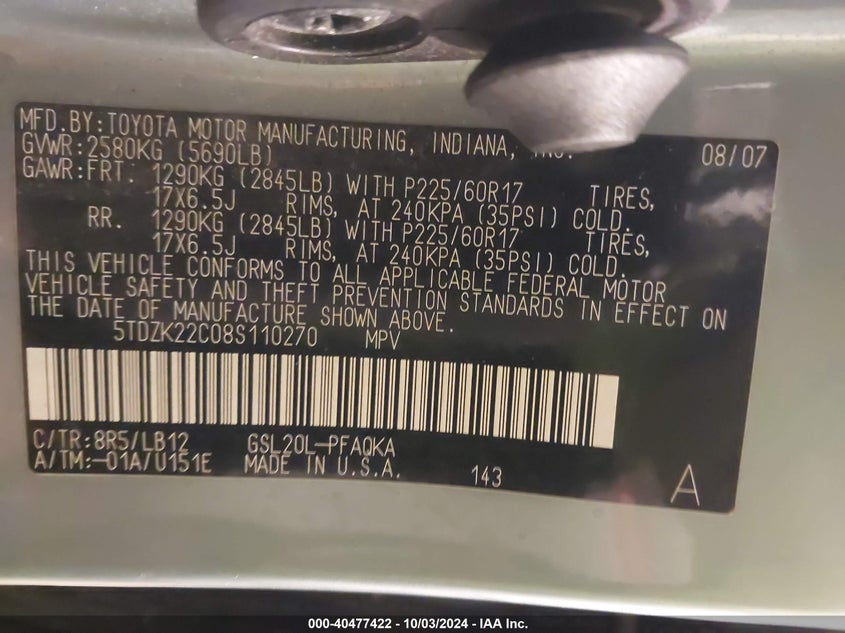 MFD.BY:TOYOTA MOTOR MANUFACTURING, INDIANA, INC. 08/07
GVWR:2580KG (5690LB)
GAWR:FRT. 1290KG (2845LB) WITH P225/60R17 TIRES,
17X6.5J RIMS, AT 240KPA (35PSI) COLD.
RR. 1290KG (2845LB) WITH P225/60R17 TIRES,
17X6.5J RIMS, AT 240KPA (35PSI) COLD.
THIS VEHICLE CONFORMS TO ALL APPLICABLE FEDERAL MOTOR
VEHICLE SAFETY AND THEFT PREVENTION STANDARDS IN EFFECT ON
THE DATE OF MANUFACTURE SHOWN ABOVE.
5TDZK22C08S110270 MPV
C/TR:8R5/LB12 GSL20L-PFAQKA
A/TM:-01A/U151E MADE IN U.S.A. 143 A
000-40477422 - 10/03/2024 - IAA Inc.